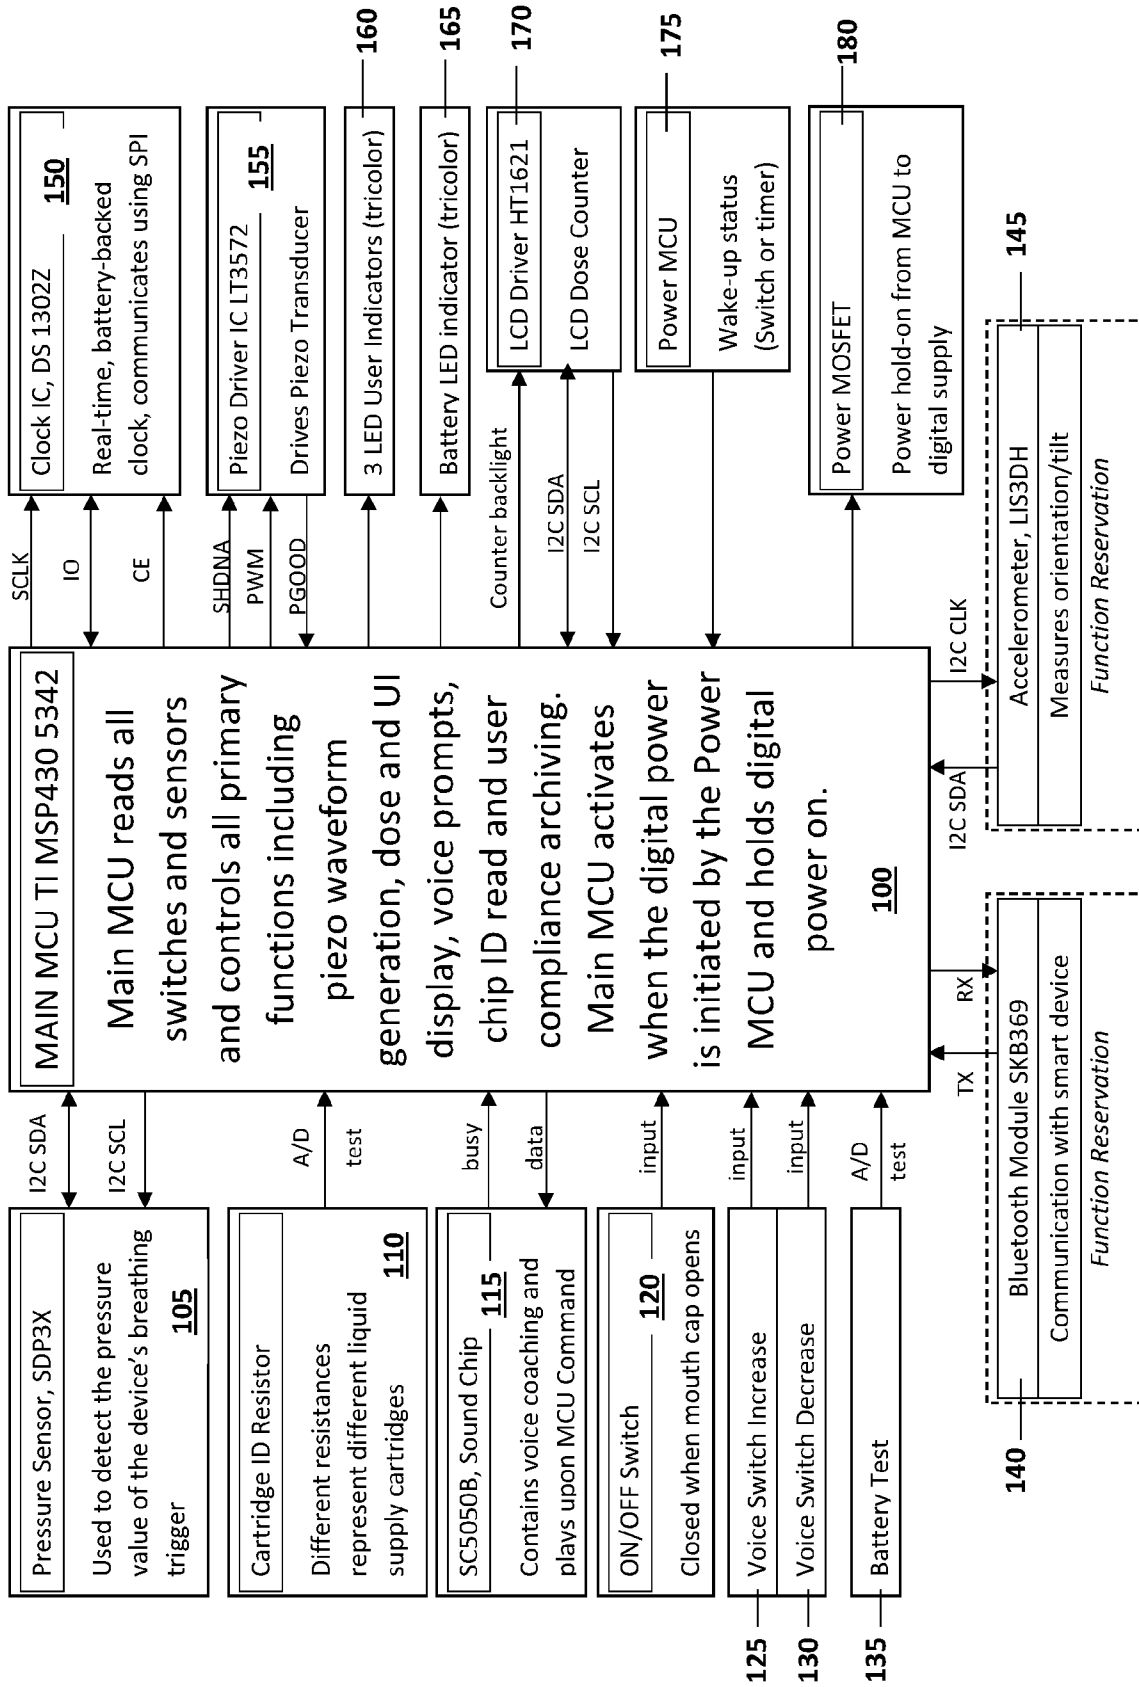 Pressure Sensor, SDP3X
Used to detect the pressure
value of the device's breathing
trigger
105
I2C SDA
I2C SCL
Cartridge ID Resistor
Different resistances
represent different liquid
supply cartridges
110
A/D
test
SC5050B, Sound Chip
115
Contains voice coaching and
plays upon MCU Command
busy
data
ON/OFF Switch
120
Closed when mouth cap opens
input
Voice Switch Increase
125
input
Voice Switch Decrease
130
input
Battery Test
135
A/D
test
MAIN MCU TI MSP430 5342
Main MCU reads all
switches and sensors
and controls all primary
functions including
piezo waveform
generation, dose and UI
display, voice prompts,
chip ID read and user
compliance archiving.
Main MCU activates
when the digital power
is initiated by the Power
MCU and holds digital
power on.
100
SCLK
IO
CE
Clock IC, DS 1302Z
150
Real-time, battery-backed
clock, communicates using SPI
SHDNA
PWM
PGOOD
Piezo Driver IC LT3572
155
Drives Piezo Transducer
3 LED User Indicators (tricolor)
160
Battery LED indicator (tricolor)
165
Counter backlight
I2C SDA
I2C SCL
LCD Driver HT1621
LCD Dose Counter
170
Power MCU
Wake-up status
(Switch or timer)
175
Power MOSFET
Power hold-on from MCU to
digital supply
180
TX
RX
Bluetooth Module SKB369
Communication with smart device
Function Reservation
140
I2C SDA
I2C CLK
Accelerometer, LIS3DH
Measures orientation/tilt
Function Reservation
145